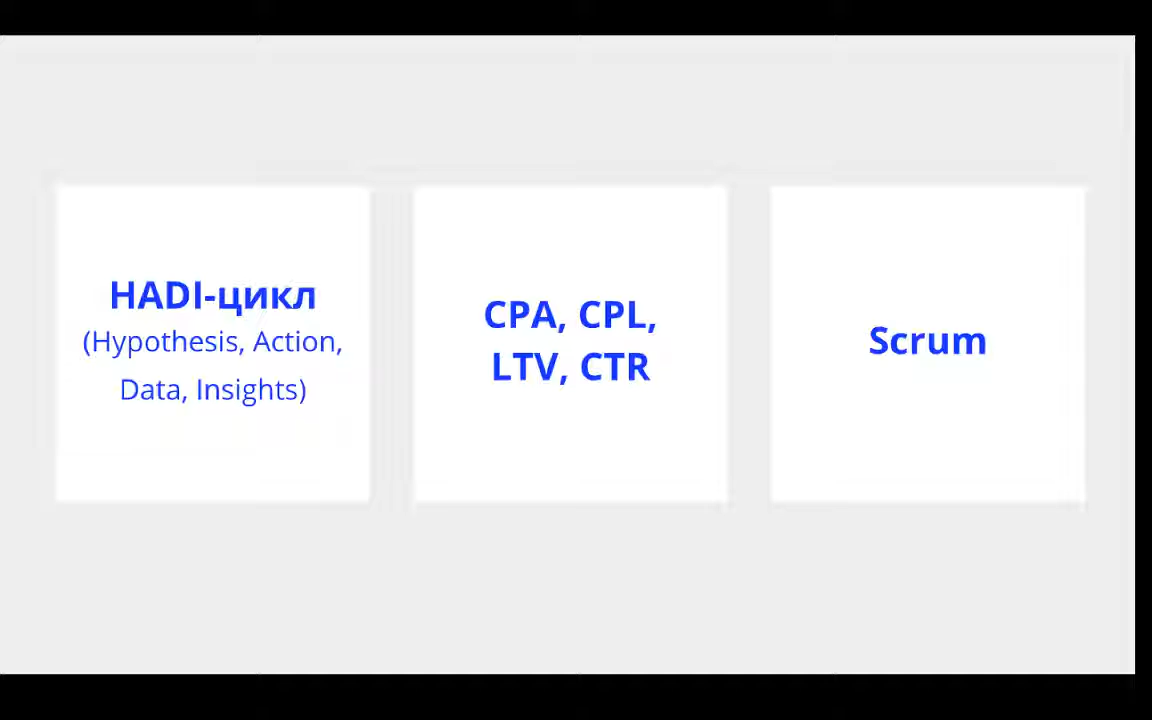 HADI-цикл
(Hypothesis, Action,
Data, Insights)
CPA, CPL,
LTV, CTR
Scrum